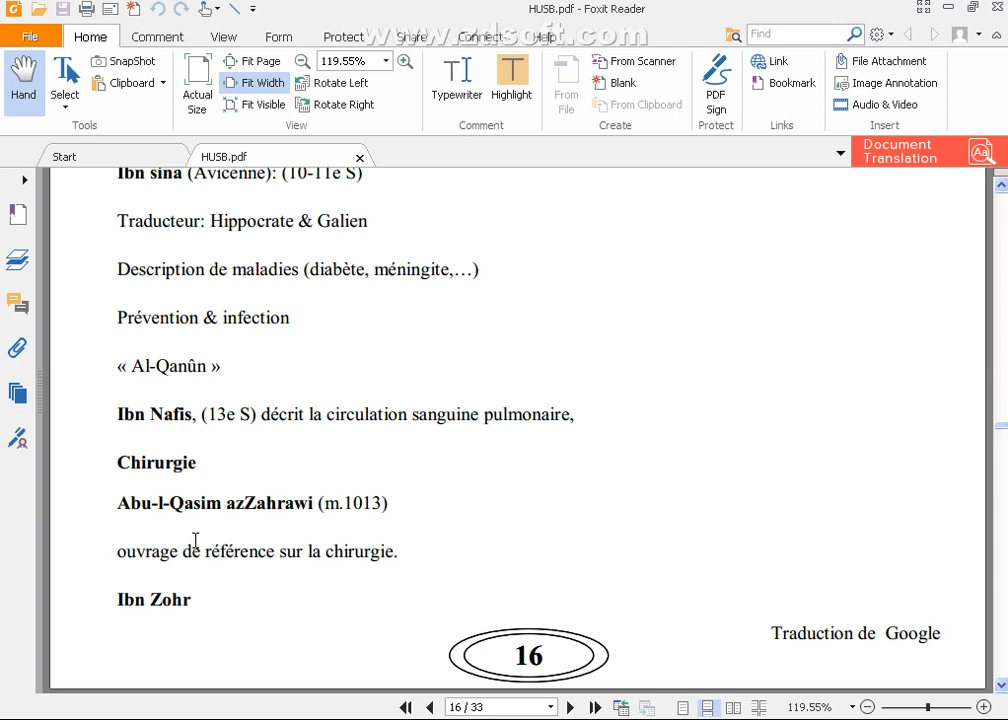 HUSB.pdf - Foxit Reader
www.zdsoft.com
File Home Comment View Form Protect Share Connect Help Find
Hand
Select
SnapShot
Clipboard
Tools
Actual Size
Fit Page
Fit Width
Fit Visible
119.55%
Rotate Left
Rotate Right
View
Typewriter
Highlight
Comment
From File
From Scanner
Blank
From Clipboard
Create
PDF Sign
Protect
Link
Bookmark
Links
File Attachment
Image Annotation
Audio & Video
Insert
Start
HUSB.pdf
Document Translation
Ibn sina (Avicenne): (10-11e S)
Traducteur: Hippocrate & Galien
Description de maladies (diabète, méningite,…)
Prévention & infection
« Al-Qanûn »
Ibn Nafis, (13e S) décrit la circulation sanguine pulmonaire,
Chirurgie
Abu-l-Qasim azZahrawi (m.1013)
ouvrage de référence sur la chirurgie.
Ibn Zohr
Traduction de Google
16
16 / 33
119.55%